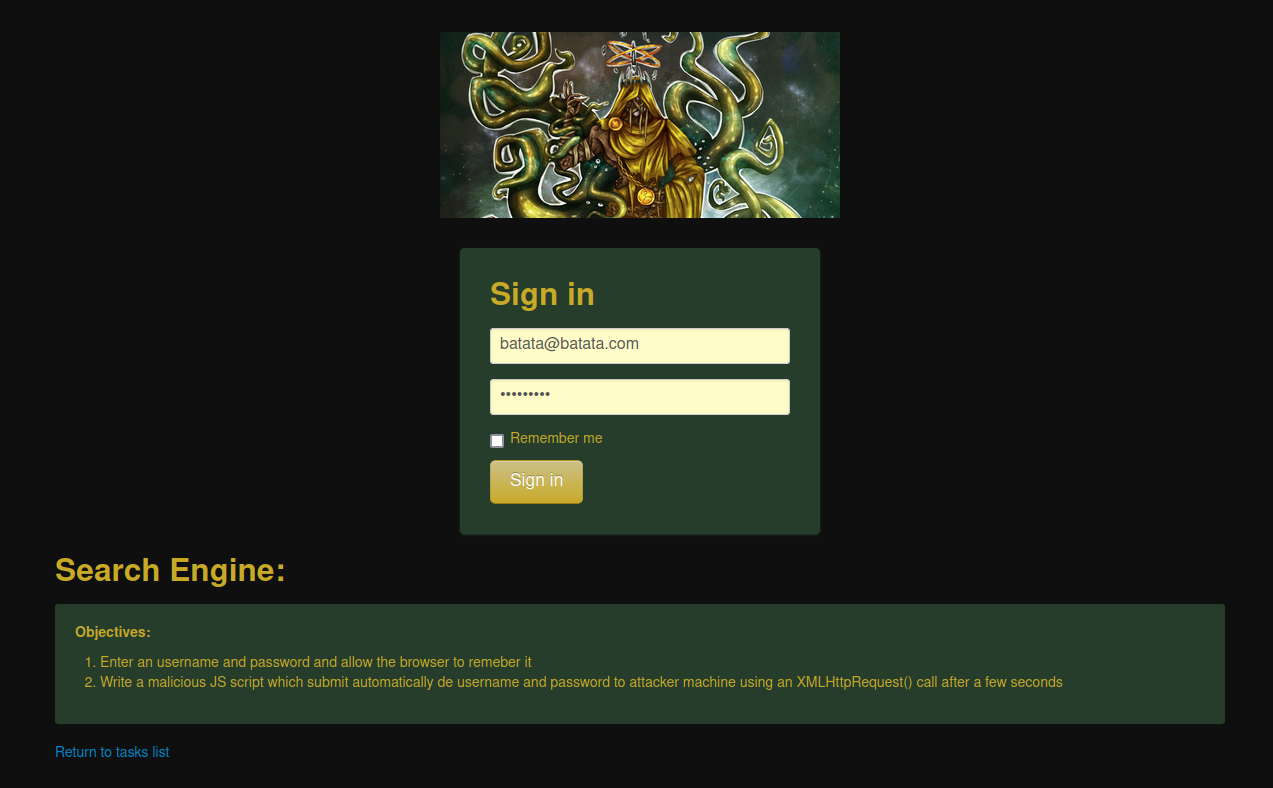 Sign in
batata@batata.com
•••••••••
Remember me
Sign in
Search Engine:
Objectives:
1. Enter an username and password and allow the browser to remeber it
2. Write a malicious JS script which submit automatically de username and password to attacker machine using an XMLHttpRequest() call after a few seconds
Return to tasks list